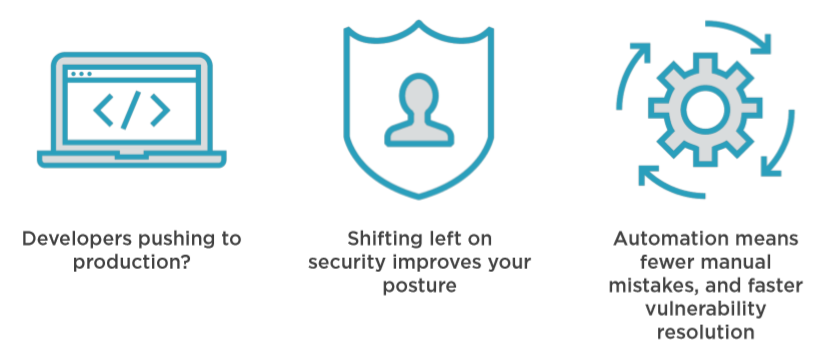 </>
Developers pushing to
production?
Shifting left on
security improves your
posture
Automation means
fewer manual
mistakes, and faster
vulnerability
resolution